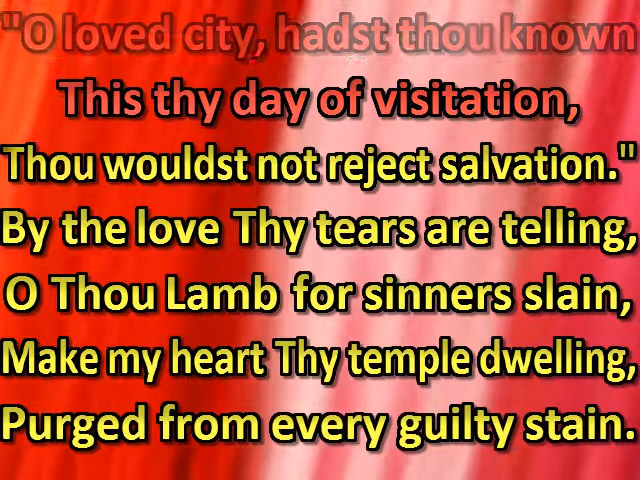 "O loved city, hadst thou known
This thy day of visitation,
Thou wouldst not reject salvation."
By the love Thy tears are telling,
O Thou Lamb for sinners slain,
Make my heart Thy temple dwelling,
Purged from every guilty stain.